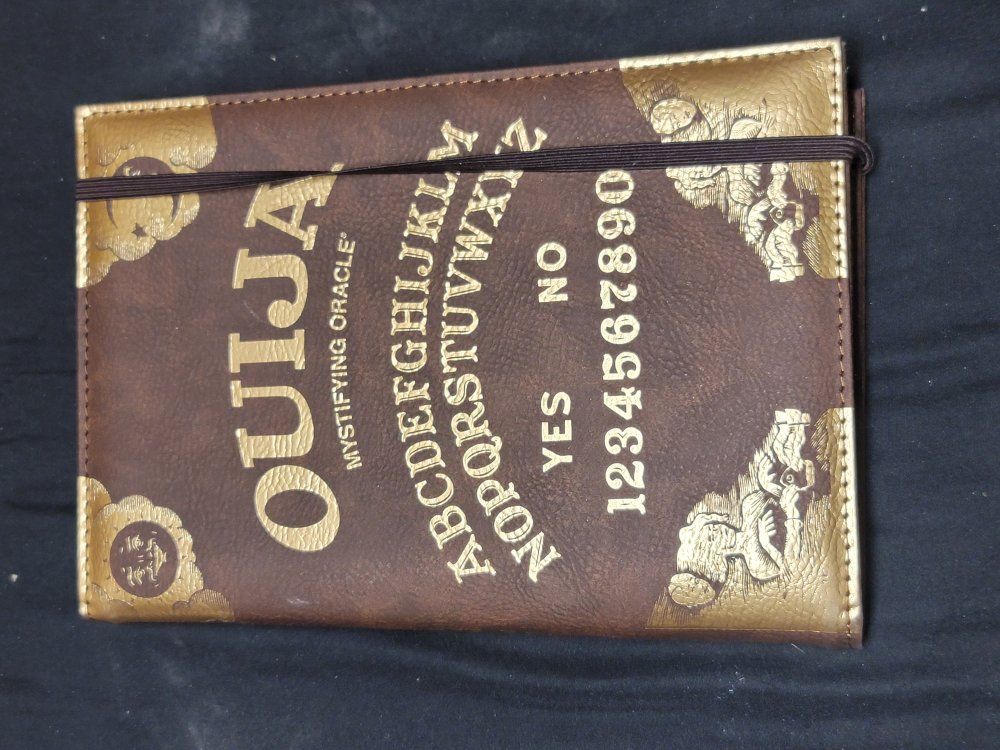 OUIJA
MYSTIFYING ORACLE®
ABCDEFGHIJKLM
NOPQRSTUVWXYZ
YES NO
1234567890